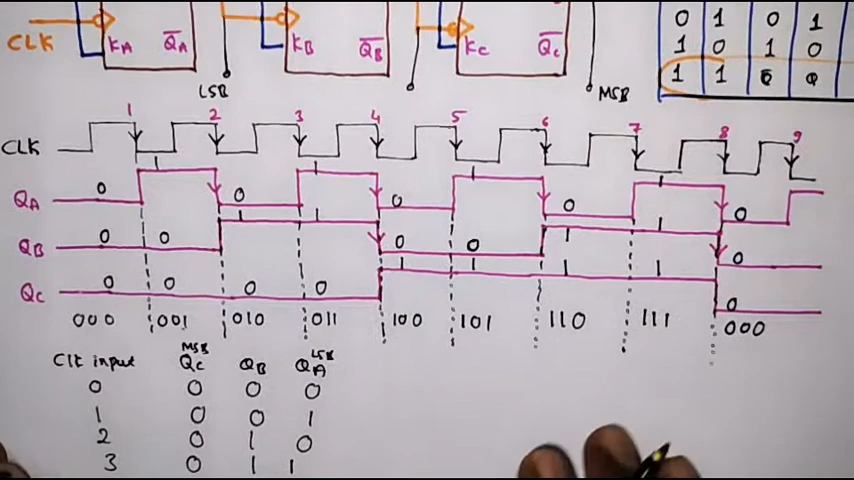 0 1 0 1
CLK KA Q̅A KB Q̅B KC Q̅C 1 0 1 0
1 1 0 0
LSB MSB
1 2 3 4 5 6 7 8 9
CLK
QA 0 1 0 1 0 1 0 1 0
QB 0 0 1 1 0 0 1 1 0
QC 0 0 0 0 1 1 1 1 0
000 001 010 011 100 101 110 111 000
MSB LSB
Clk input QC QB QA
0 0 0 0
1 0 0 1
2 0 1 0
3 0 1 1